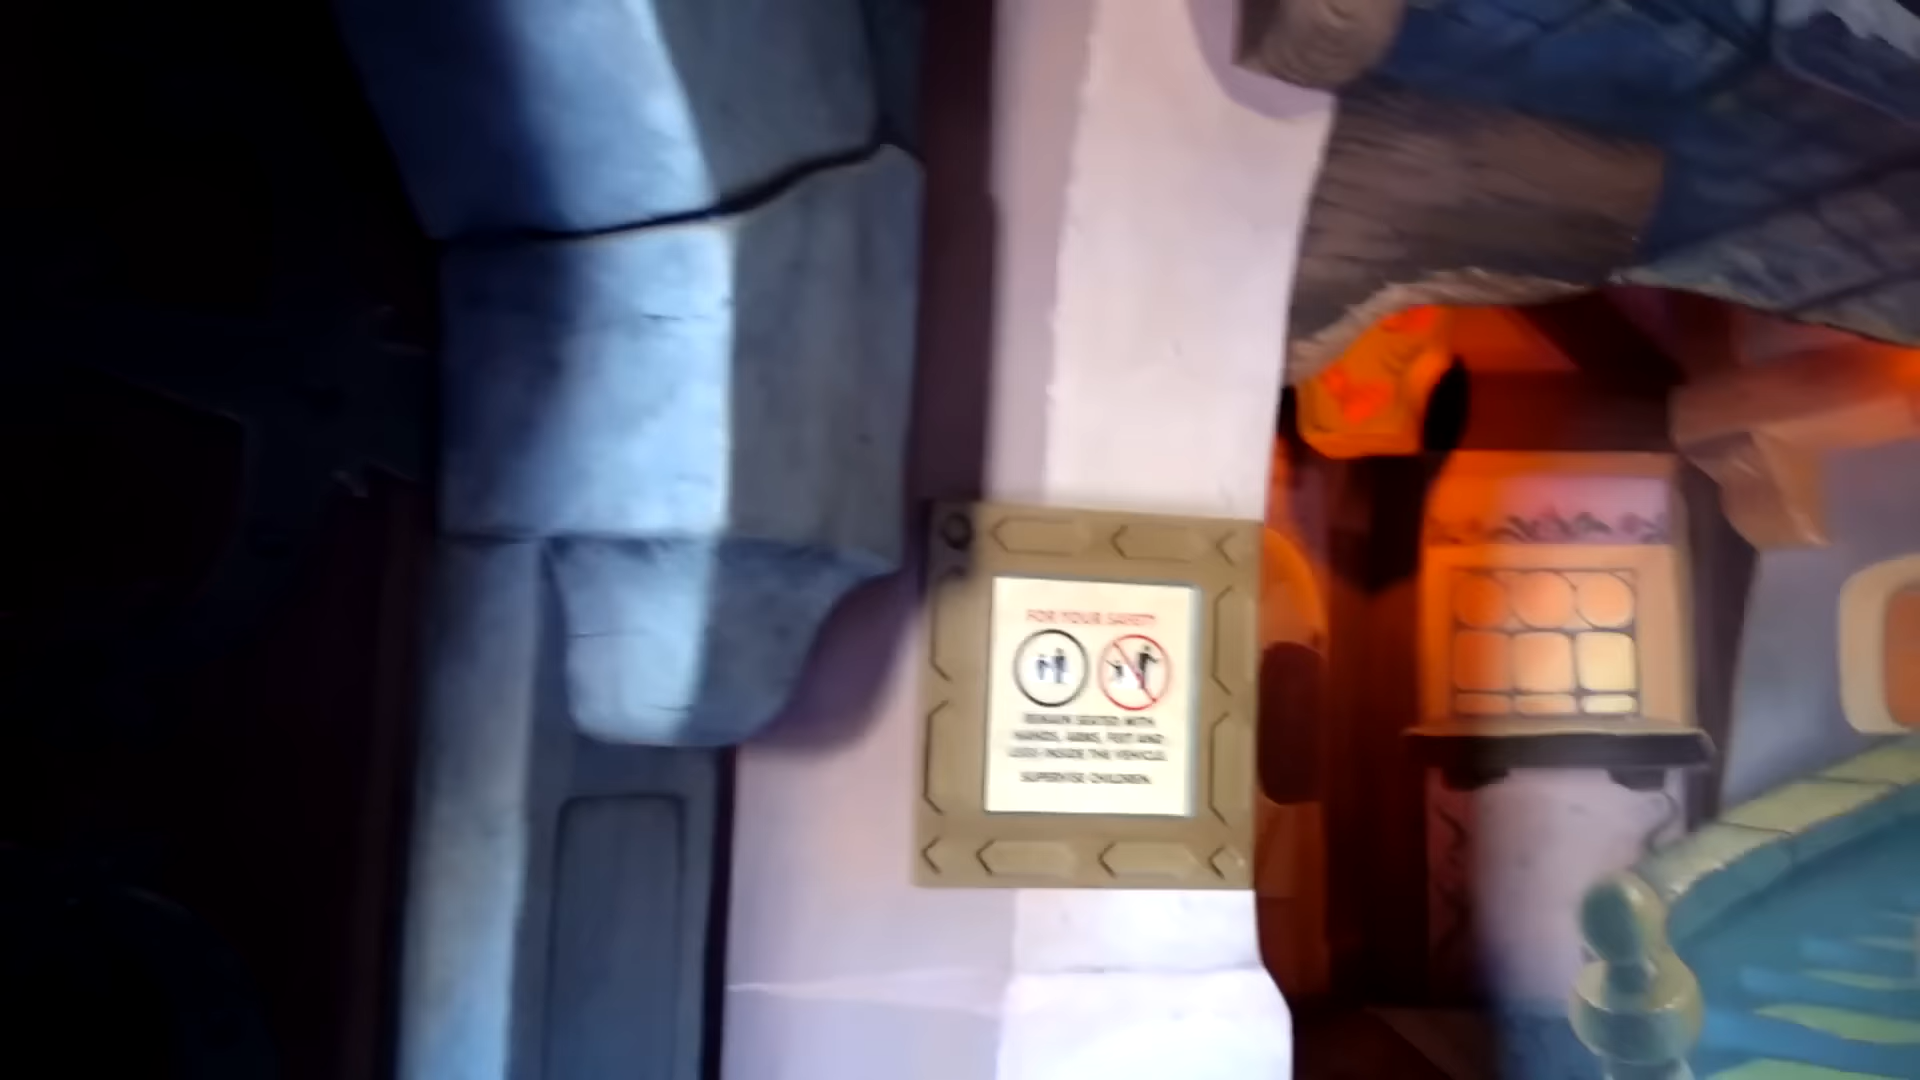 FOR YOUR SAFETY
REMAIN SEATED WITH
HANDS, ARMS, FEET AND
LEGS INSIDE THE VEHICLE.
SUPERVISE CHILDREN.